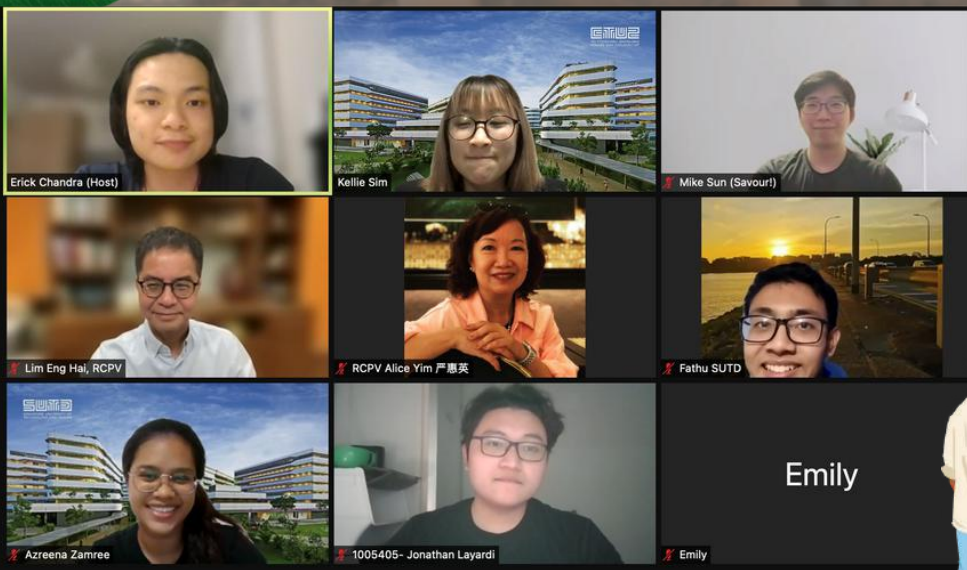 Erick Chandra (Host)
Kellie Sim
Mike Sun (Savour!)
Lim Eng Hai, RCPV
RCPV Alice Yim 严惠英
Fathu SUTD
SUTD
Azreena Zamree
1005405- Jonathan Layardi
Emily
Emily